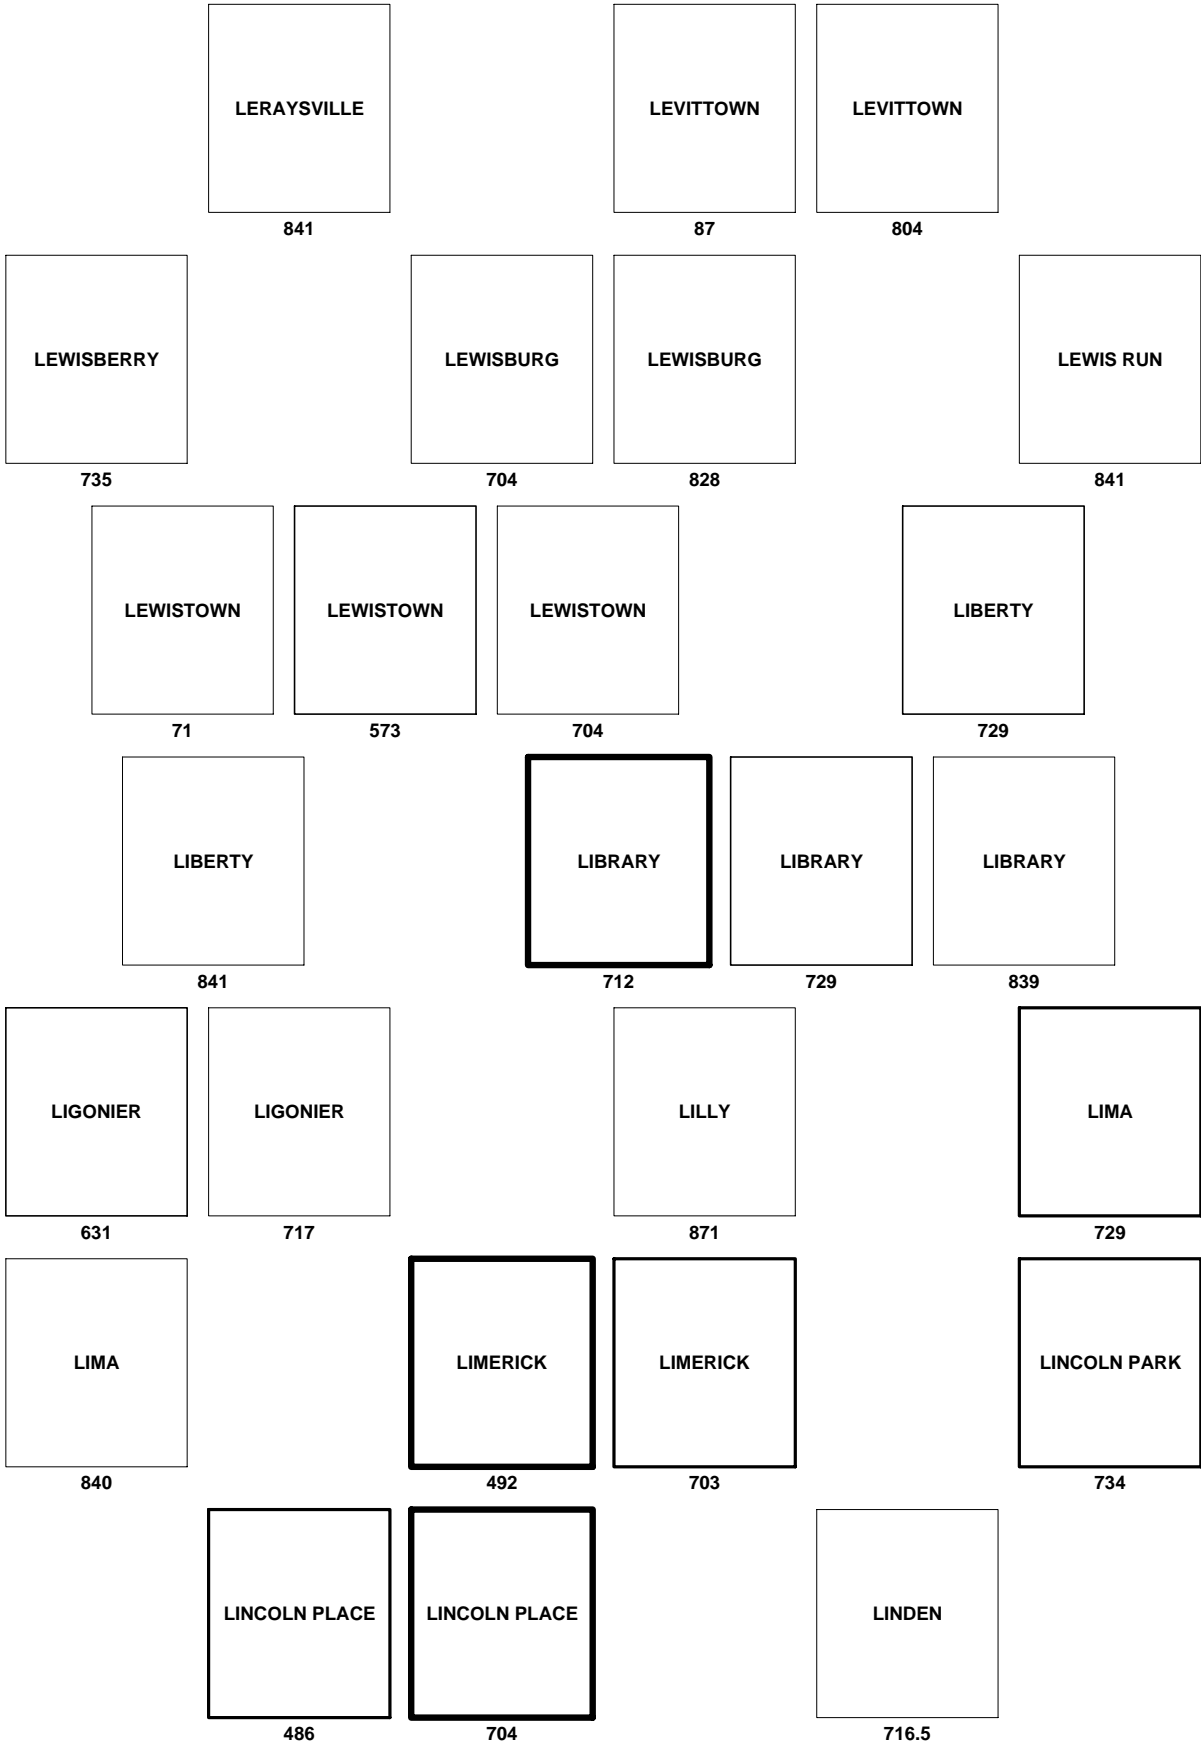 LERAYSVILLE LEVITTOWN LEVITTOWN
841 87 804
LEWISBERRY LEWISBURG LEWISBURG LEWIS RUN
735 704 828 841
LEWISTOWN LEWISTOWN LEWISTOWN LIBERTY
71 573 704 729
LIBERTY LIBRARY LIBRARY LIBRARY
841 712 729 839
LIGONIER LIGONIER LILLY LIMA
631 717 871 729
LIMA LIMERICK LIMERICK LINCOLN PARK
840 492 703 734
LINCOLN PLACE LINCOLN PLACE LINDEN
486 704 716.5